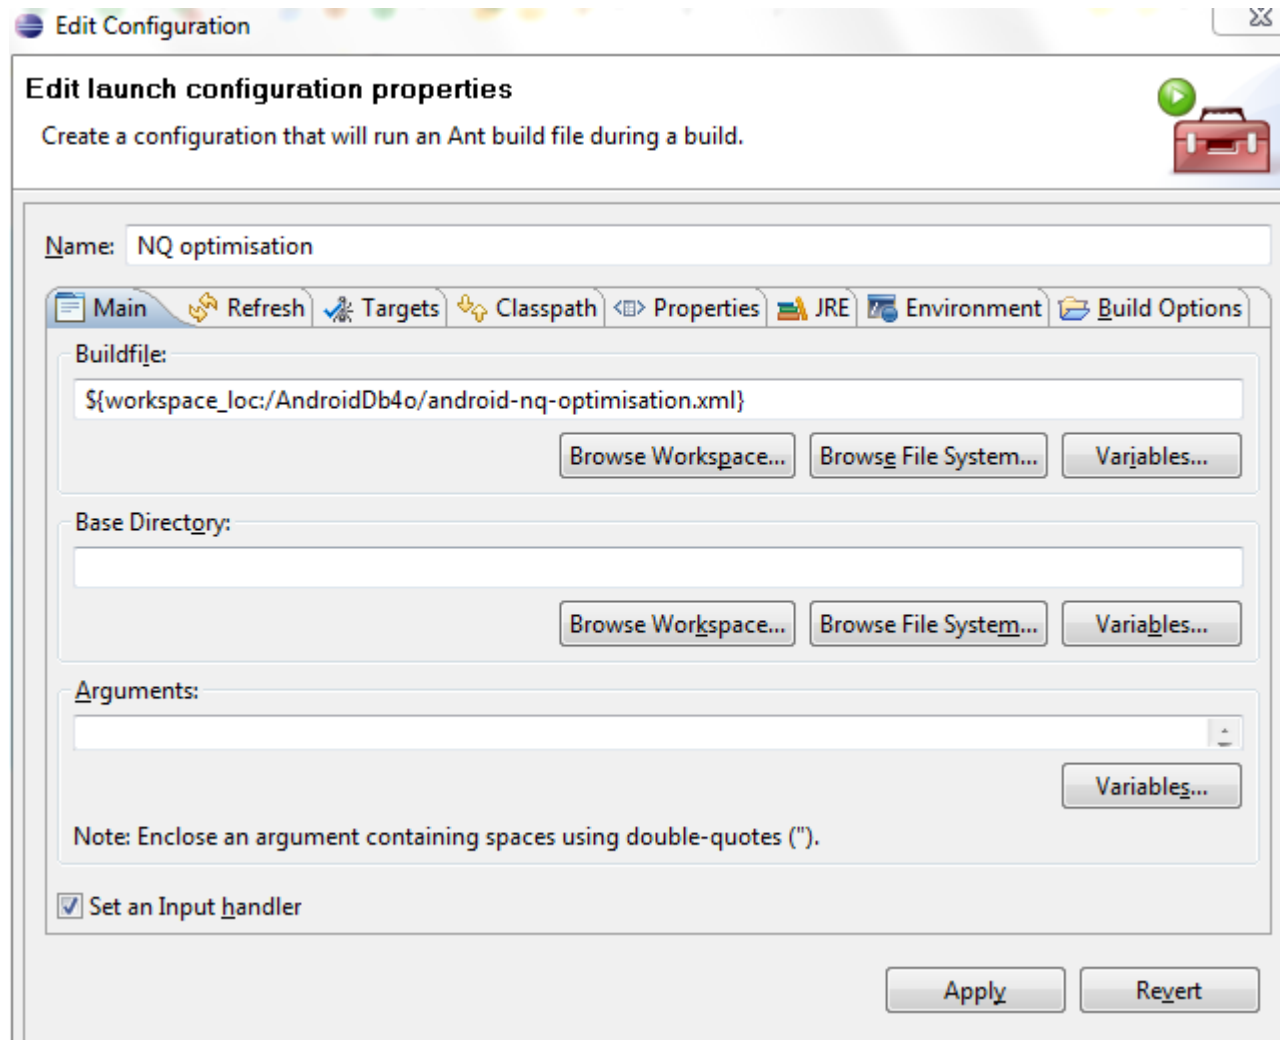 Edit Configuration
Edit launch configuration properties
Create a configuration that will run an Ant build file during a build.
Name: NQ optimisation
Main Refresh Targets Classpath Properties JRE Environment Build Options
Buildfile:
${workspace_loc:/AndroidDb4o/android-nq-optimisation.xml}
Browse Workspace... Browse File System... Variables...
Base Directory:
Browse Workspace... Browse File System... Variables...
Arguments:
Variables...
Note: Enclose an argument containing spaces using double-quotes (").
Set an Input handler
Apply Revert